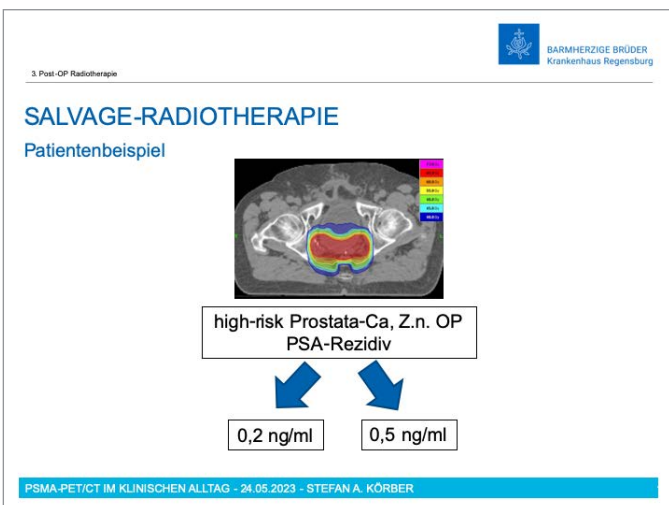 BARMHERZIGE BRÜDER
Krankenhaus Regensburg
3. Post-OP Radiotherapie
SALVAGE-RADIOTHERAPIE
Patientenbeispiel
high-risk Prostata-Ca, Z.n. OP
PSA-Rezidiv
0,2 ng/ml
0,5 ng/ml
PSMA-PET/CT IM KLINISCHEN ALLTAG - 24.05.2023 - STEFAN A. KÖRBER